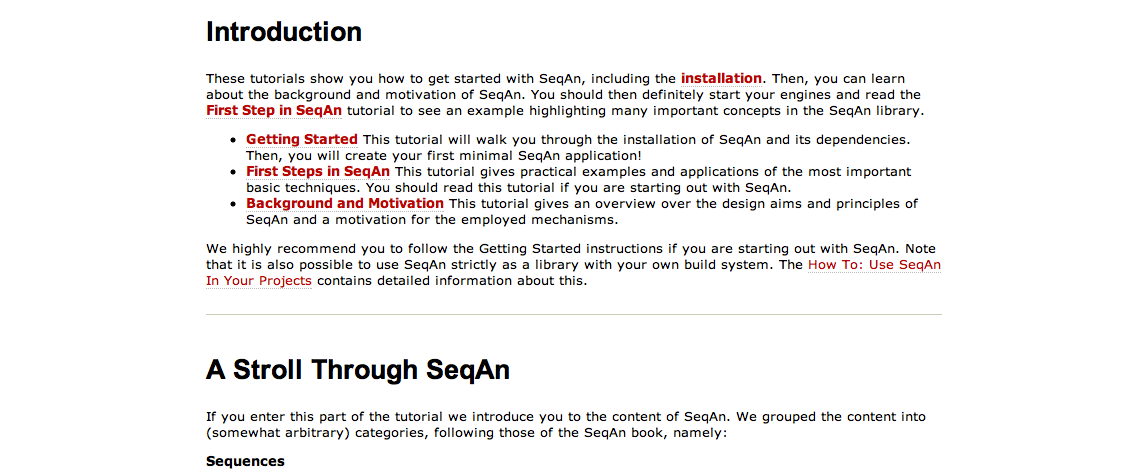 Introduction
These tutorials show you how to get started with SeqAn, including the installation. Then, you can learn
about the background and motivation of SeqAn. You should then definitely start your engines and read the
First Step in SeqAn tutorial to see an example highlighting many important concepts in the SeqAn library.
• Getting Started This tutorial will walk you through the installation of SeqAn and its dependencies.
Then, you will create your first minimal SeqAn application!
• First Steps in SeqAn This tutorial gives practical examples and applications of the most important
basic techniques. You should read this tutorial if you are starting out with SeqAn.
• Background and Motivation This tutorial gives an overview over the design aims and principles of
SeqAn and a motivation for the employed mechanisms.
We highly recommend you to follow the Getting Started instructions if you are starting out with SeqAn. Note
that it is also possible to use SeqAn strictly as a library with your own build system. The How To: Use SeqAn
In Your Projects contains detailed information about this.
A Stroll Through SeqAn
If you enter this part of the tutorial we introduce you to the content of SeqAn. We grouped the content into
(somewhat arbitrary) categories, following those of the SeqAn book, namely:
Sequences